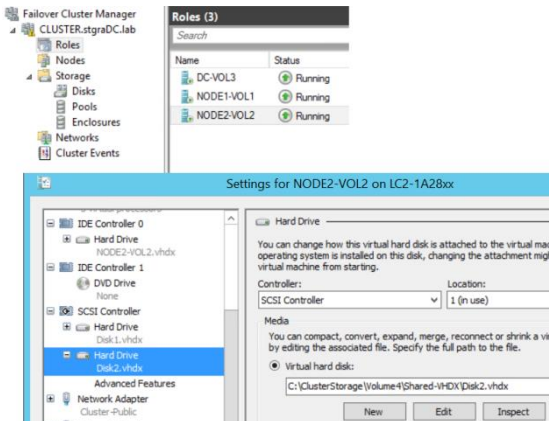 Failover Cluster Manager
CLUSTER.stgraDC.lab
Roles
Nodes
Storage
Disks
Pools
Enclosures
Networks
Cluster Events
Roles (3)
Search
Name Status
DC-VOL3 Running
NODE1-VOL1 Running
NODE2-VOL2 Running
Settings for NODE2-VOL2 on LC2-1A28xx
IDE Controller 0
Hard Drive
NODE2-VOL2.vhdx
IDE Controller 1
DVD Drive
None
SCSI Controller
Hard Drive
Disk1.vhdx
Hard Drive
Disk2.vhdx
Advanced Features
Network Adapter
Cluster-Public
Hard Drive
You can change how this virtual hard disk is attached to the virtual mac
operating system is installed on this disk, changing the attachment migh
virtual machine from starting.
Controller: Location:
SCSI Controller 1 (in use)
Media
You can compact, convert, expand, merge, reconnect or shrink a vi
by editing the associated file. Specify the full path to the file.
Virtual hard disk:
C:\ClusterStorage\Volume4\Shared-VHDX\Disk2.vhdx
New Edit Inspect